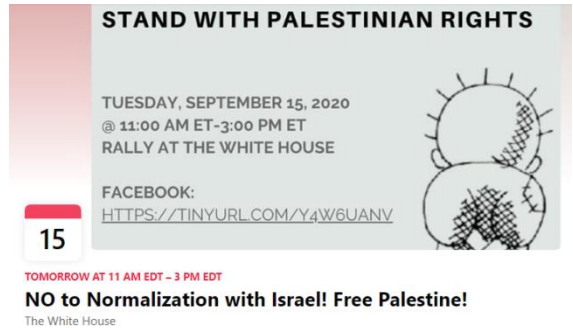 STAND WITH PALESTINIAN RIGHTS
TUESDAY, SEPTEMBER 15, 2020
@ 11:00 AM ET-3:00 PM ET
RALLY AT THE WHITE HOUSE
FACEBOOK:
HTTPS://TINYURL.COM/Y4W6UANV
15
TOMORROW AT 11 AM EDT – 3 PM EDT
NO to Normalization with Israel! Free Palestine!
The White House